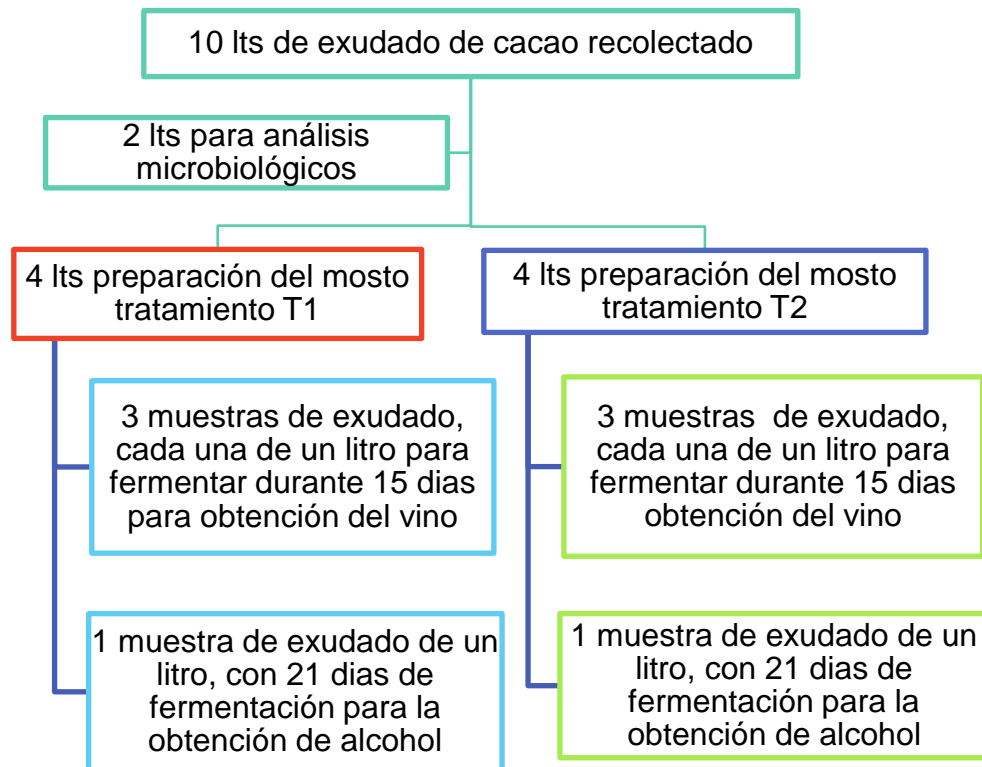 10 lts de exudado de cacao recolectado
2 lts para análisis
microbiológicos
4 lts preparación del mosto
tratamiento T1
4 lts preparación del mosto
tratamiento T2
3 muestras de exudado,
cada una de un litro para
fermentar durante 15 dias
para obtención del vino
3 muestras  de exudado,
cada una de un litro para
fermentar durante 15 dias
obtención del vino
1 muestra de exudado de un
litro, con 21 dias de
fermentación para la
obtención de alcohol
1 muestra de exudado de un
litro, con 21 dias de
fermentación para la
obtención de alcohol